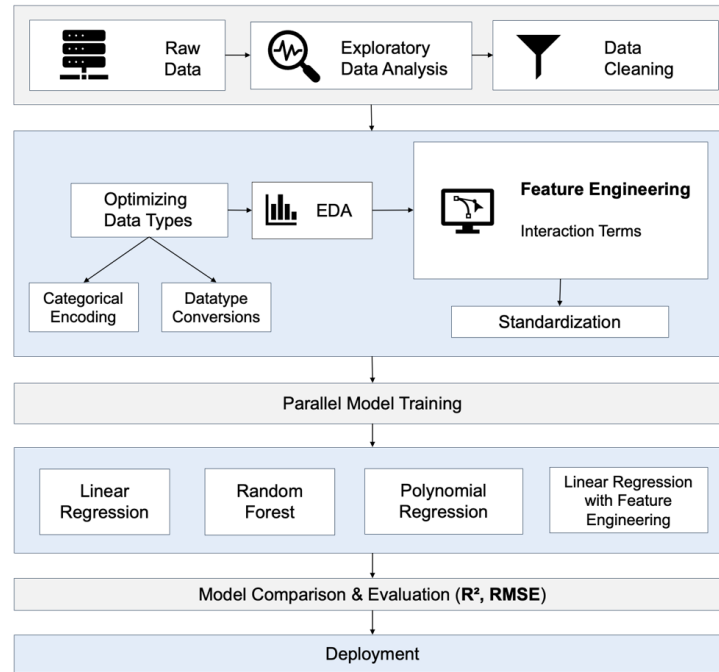 Raw
Data
Exploratory
Data Analysis
Data
Cleaning
Optimizing
Data Types
EDA
Feature Engineering
Interaction Terms
Categorical
Encoding
Datatype
Conversions
Standardization
Parallel Model Training
Linear
Regression
Random
Forest
Polynomial
Regression
Linear Regression
with Feature
Engineering
Model Comparison & Evaluation (R², RMSE)
Deployment